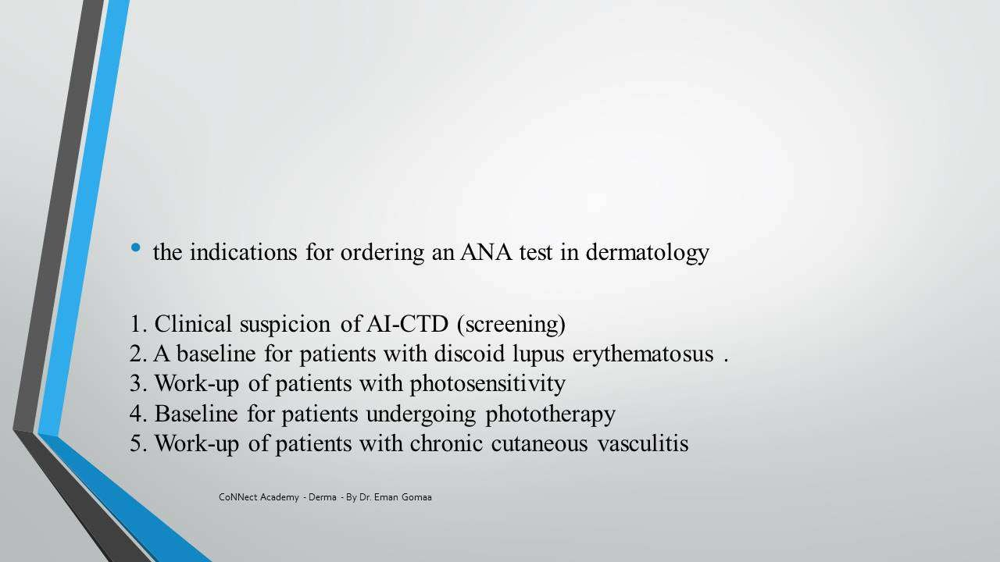 • the indications for ordering an ANA test in dermatology
1. Clinical suspicion of AI-CTD (screening)
2. A baseline for patients with discoid lupus erythematosus .
3. Work-up of patients with photosensitivity
4. Baseline for patients undergoing phototherapy
5. Work-up of patients with chronic cutaneous vasculitis
CoNNect Academy - Derma - By Dr. Eman Gomaa